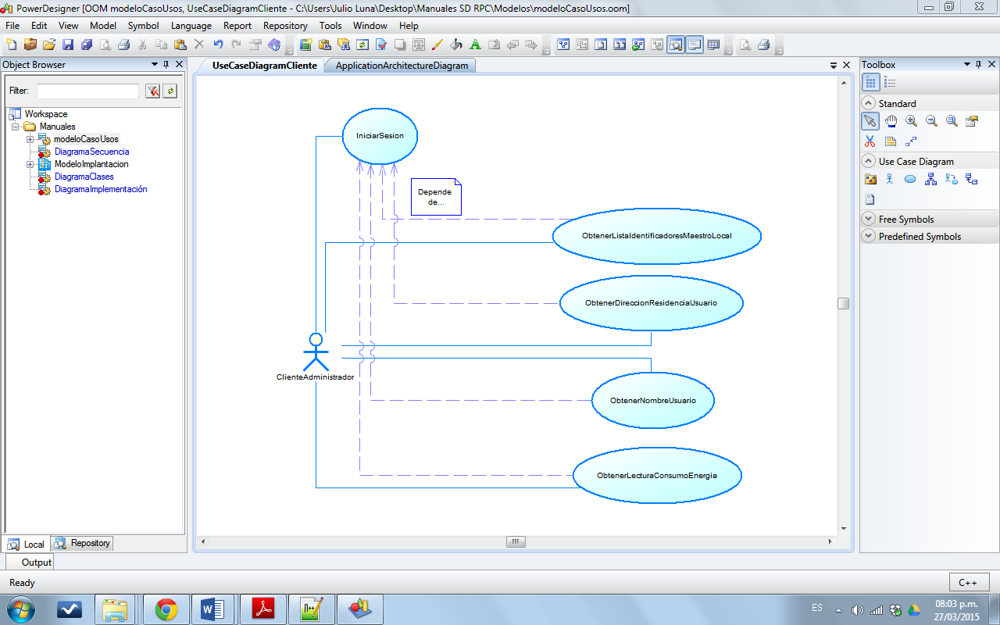 PowerDesigner [OOM modeloCasoUsos, UseCaseDiagramCliente - C:\Users\Julio Luna\Desktop\Manuales SD RPC\Modelos\modeloCasoUsos.oom]
File Edit View Model Symbol Language Report Repository Tools Window Help
Object Browser
Filter:
Workspace
Manuales
modeloCasoUsos
DiagramaSecuencia
ModeloImplantacion
DiagramaClases
DiagramaImplementación
Local Repository
UseCaseDiagramCliente ApplicationArchitectureDiagram
IniciarSesion
Depende
de...
ObtenerListaIdentificadoresMaestroLocal
ObtenerDireccionResidenciaUsuario
ClienteAdministrador
ObtenerNombreUsuario
ObtenerLecturaConsumoEnergia
Toolbox
Standard
Use Case Diagram
Free Symbols
Predefined Symbols
Output
Ready
C++
ES
08:03 p.m.
27/03/2015